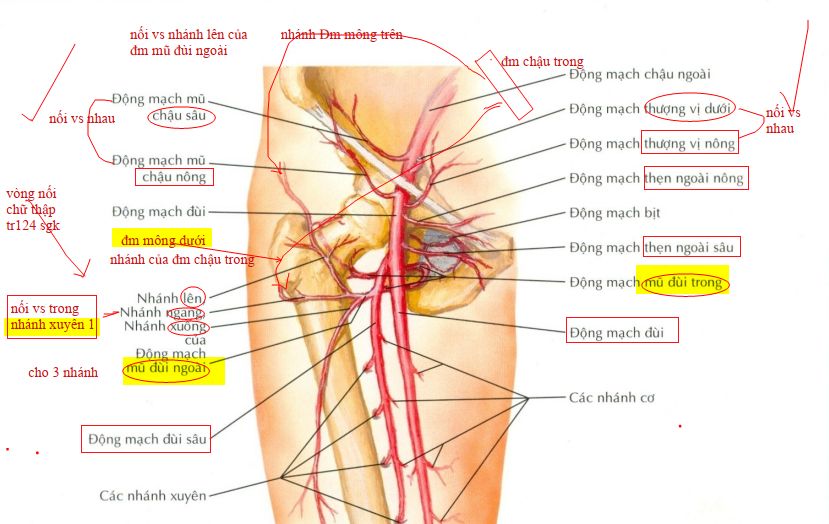 nối vs nhánh lên của
đm mũ đùi ngoài
nhánh Đm mông trên
đm chậu trong
Động mạch mũ
chậu sâu
nối vs nhau
Động mạch mũ
chậu nông
vòng nối
chữ thập
tr124 sgk
Động mạch đùi
đm mông dưới
nhánh của đm chậu trong
Nhánh lên
Nhánh ngang
Nhánh xuống
của
Động mạch
mũ đùi ngoài
nối vs trong
nhánh xuyên 1
cho 3 nhánh
Động mạch đùi sâu
Các nhánh xuyên
Động mạch chậu ngoài
Động mạch thượng vị dưới
nối vs
nhau
Động mạch thượng vị nông
Động mạch thẹn ngoài nông
Động mạch bịt
Động mạch thẹn ngoài sâu
Động mạch mũ đùi trong
Động mạch đùi
Các nhánh cơ